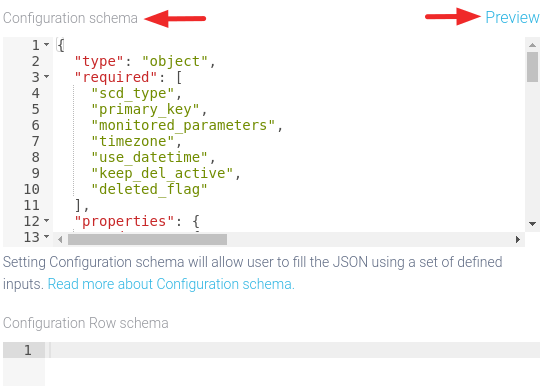 Configuration schema Preview
1 {
2 "type": "object",
3 "required": [
4 "scd_type",
5 "primary_key",
6 "monitored_parameters",
7 "timezone",
8 "use_datetime",
9 "keep_del_active",
10 "deleted_flag"
11 ],
12 "properties": {
13
Setting Configuration schema will allow user to fill the JSON using a set of defined
inputs. Read more about Configuration schema.
Configuration Row schema
1